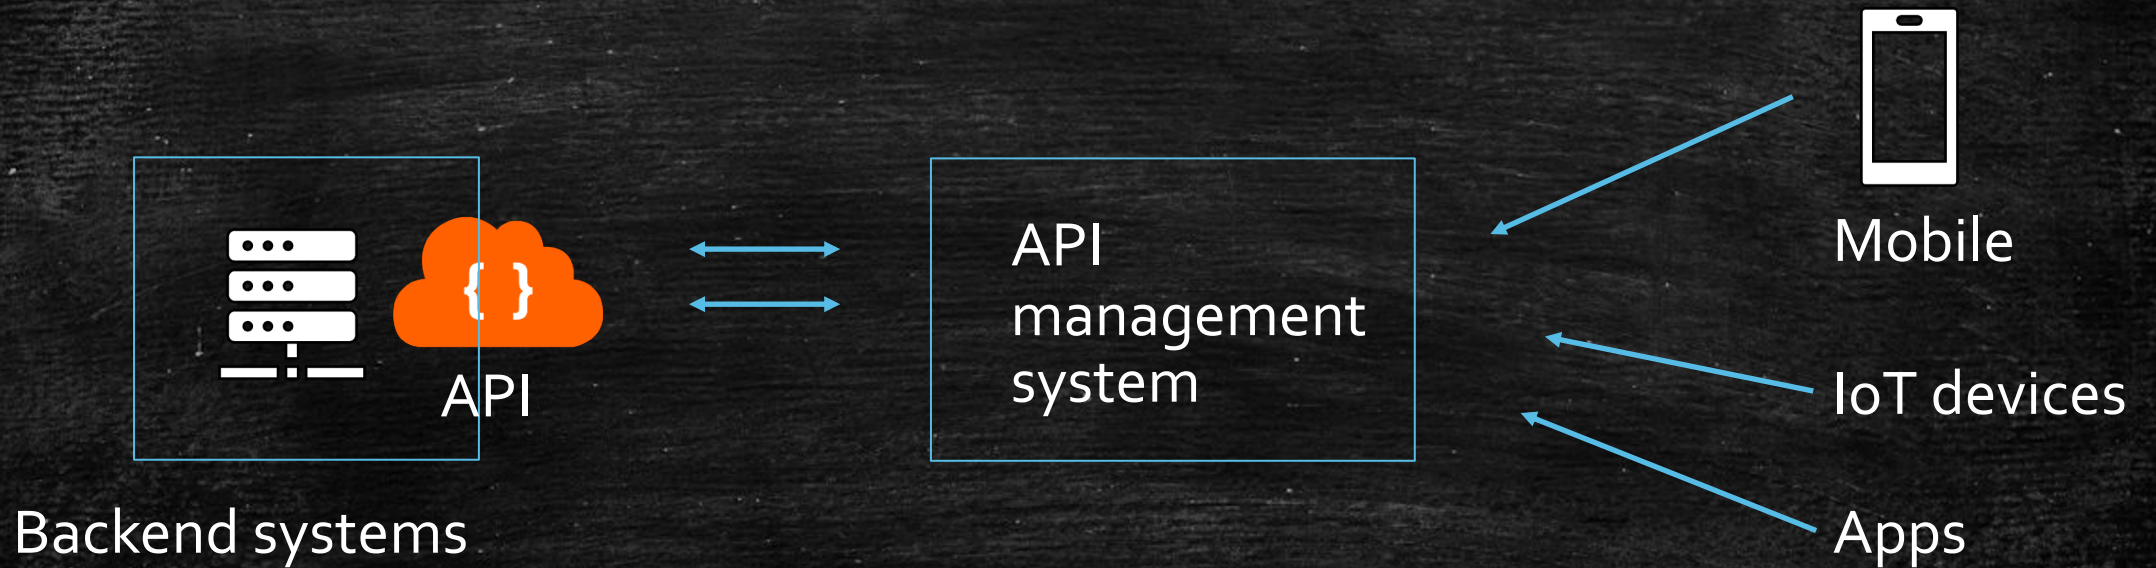 { }
API
Backend systems
API
management
system
Mobile
IoT devices
Apps